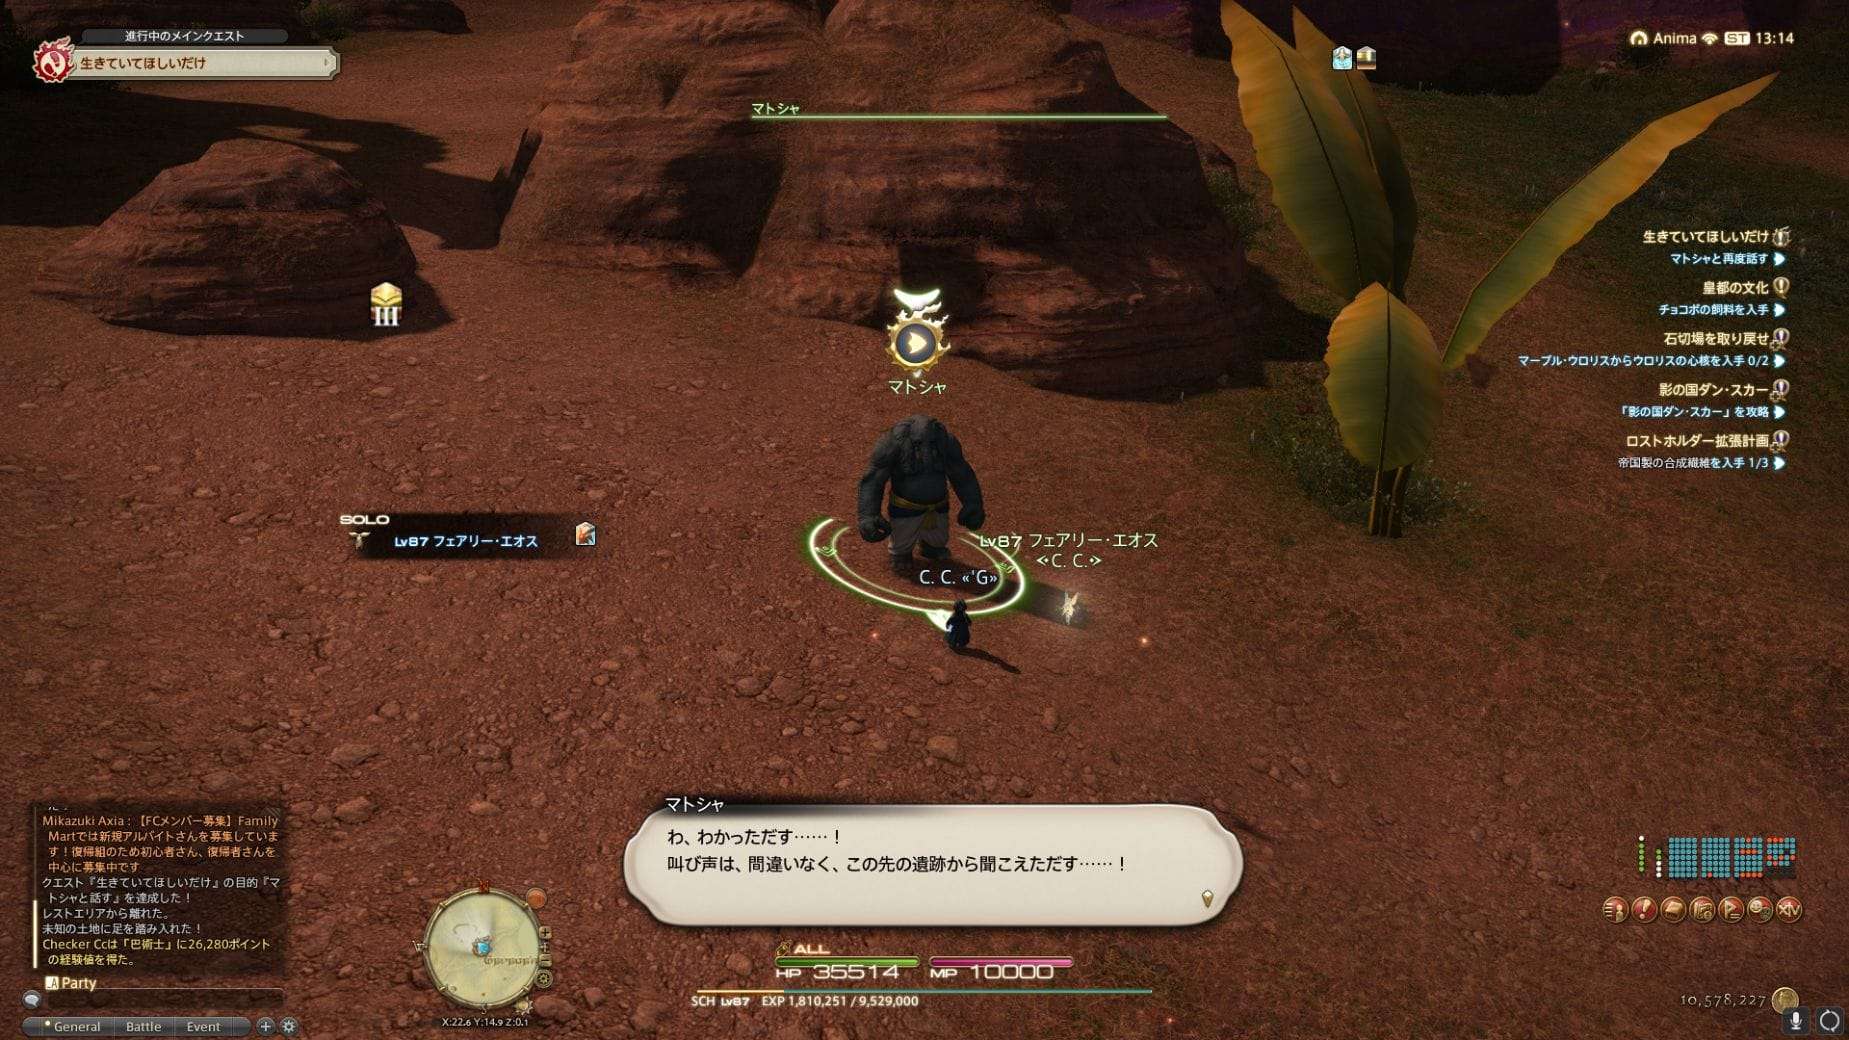 進行中のメインクエスト
生きていてほしいだけ
Anima ST 13:14
マトシャ
生きていてほしいだけ
マトシャと再度話す
皇都の文化
チョコボの飼料を入手
石切場を取り戻せ
マーブル・ウロリスからウロリスの心核を入手 0/2
影の国ダン・スカー
「影の国ダン・スカー」を攻略
ロストホルダー拡張計画
帝国製の合成繊維を入手 1/3
III
マトシャ
SOLO
Lv87 フェアリー・エオス
Lv87 フェアリー・エオス
<<C. C.>>
C. C. «'G»
マトシャ
わ、わかっただす……！
叫び声は、間違いなく、この先の遺跡から聞こえただす……！
Mikazuki Axia : 【FCメンバー募集】Family
Martでは新規アルバイトさんを募集していま
す！復帰組のため初心者さん、復帰者さんを
中心に募集中です
クエスト『生きていてほしいだけ』の目的『マ
トシャと話す』を達成した！
レストエリアから離れた。
未知の土地に足を踏み入れた！
Checker Ccは「巴術士」に26,280ポイント
の経験値を得た。
Party
General Battle Event
X:22.6 Y:14.9 Z:0.1
ALL
HP 35514 MP 10000
SCH Lv87 EXP 1,810,251 / 9,529,000
XIV
10,578,227